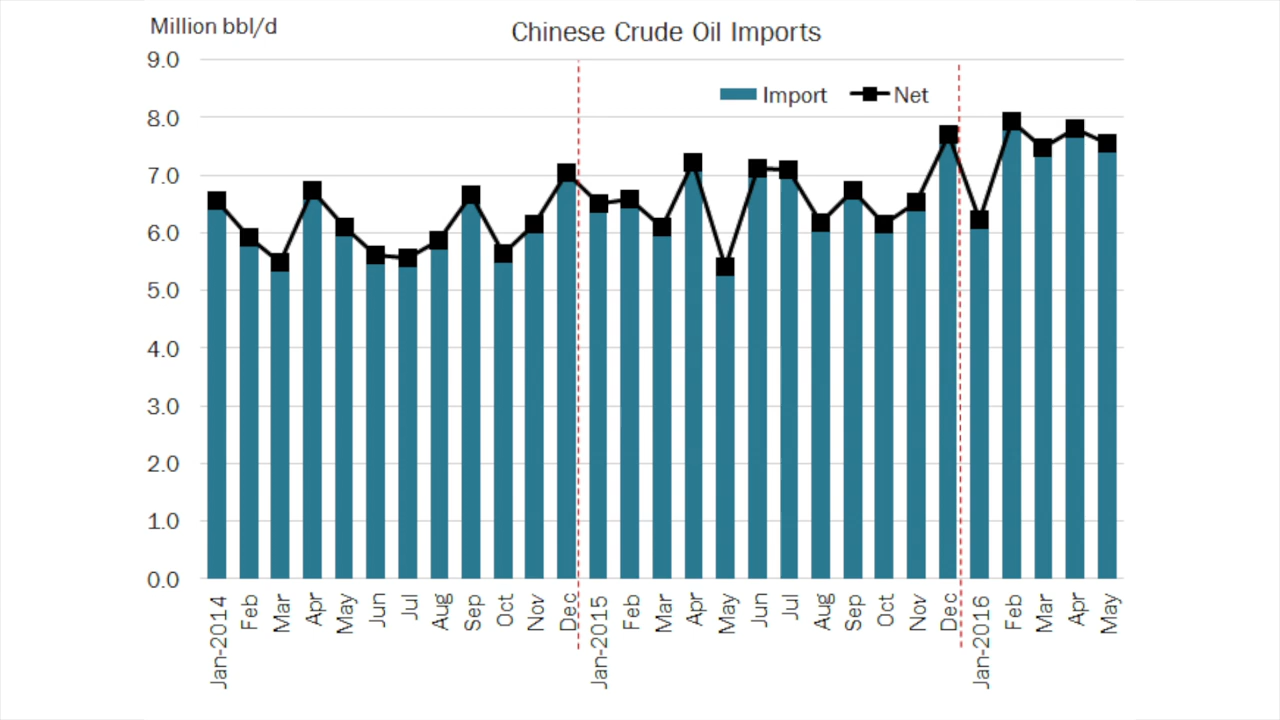 Million bbl/d
Chinese Crude Oil Imports
9.0
Import
Net
8.0
7.0
6.0
5.0
4.0
3.0
2.0
1.0
0.0
Jan-2014
Feb
Mar
Apr
May
Jun
Jul
Aug
Sep
Oct
Nov
Dec
Jan-2015
Feb
Mar
Apr
May
Jun
Jul
Aug
Sep
Oct
Nov
Dec
Jan-2016
Feb
Mar
Apr
May